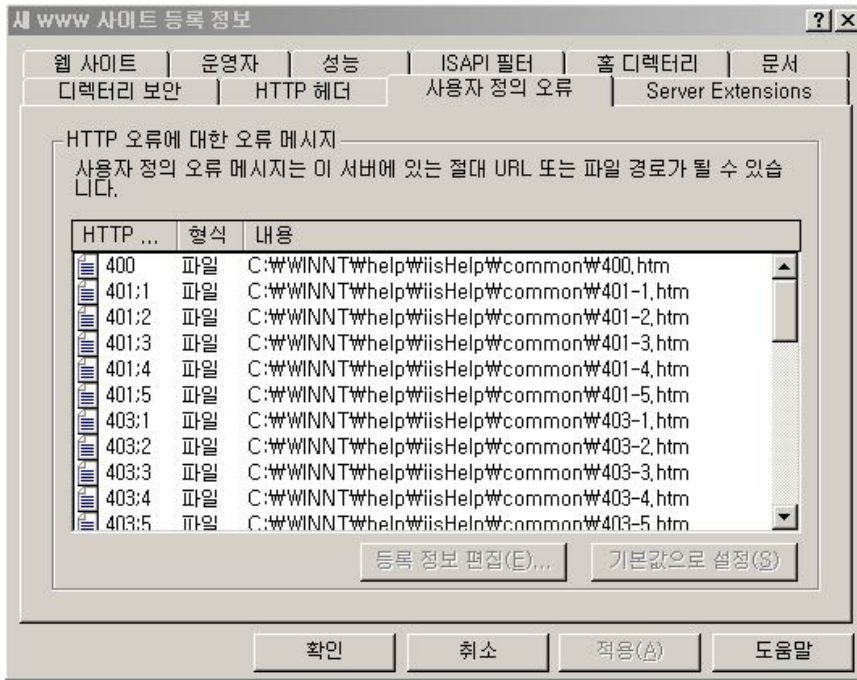 새 www 사이트 등록 정보
웹 사이트 운영자 성능 ISAPI 필터 홈 디렉터리 문서
디렉터리 보안 HTTP 헤더 사용자 정의 오류 Server Extensions
HTTP 오류에 대한 오류 메시지
사용자 정의 오류 메시지는 이 서버에 있는 절대 URL 또는 파일 경로가 될 수 있습
니다.
HTTP ... 형식 내용
400 파일 C:₩WINNT₩help₩iisHelp₩common₩400.htm
401;1 파일 C:₩WINNT₩help₩iisHelp₩common₩401-1.htm
401;2 파일 C:₩WINNT₩help₩iisHelp₩common₩401-2.htm
401;3 파일 C:₩WINNT₩help₩iisHelp₩common₩401-3.htm
401;4 파일 C:₩WINNT₩help₩iisHelp₩common₩401-4.htm
401;5 파일 C:₩WINNT₩help₩iisHelp₩common₩401-5.htm
403;1 파일 C:₩WINNT₩help₩iisHelp₩common₩403-1.htm
403;2 파일 C:₩WINNT₩help₩iisHelp₩common₩403-2.htm
403;3 파일 C:₩WINNT₩help₩iisHelp₩common₩403-3.htm
403;4 파일 C:₩WINNT₩help₩iisHelp₩common₩403-4.htm
403;5 파일 C:₩WINNT₩help₩iisHelp₩common₩403-5.htm
등록 정보 편집(E)... 기본값으로 설정(S)
확인 취소 적용(A) 도움말